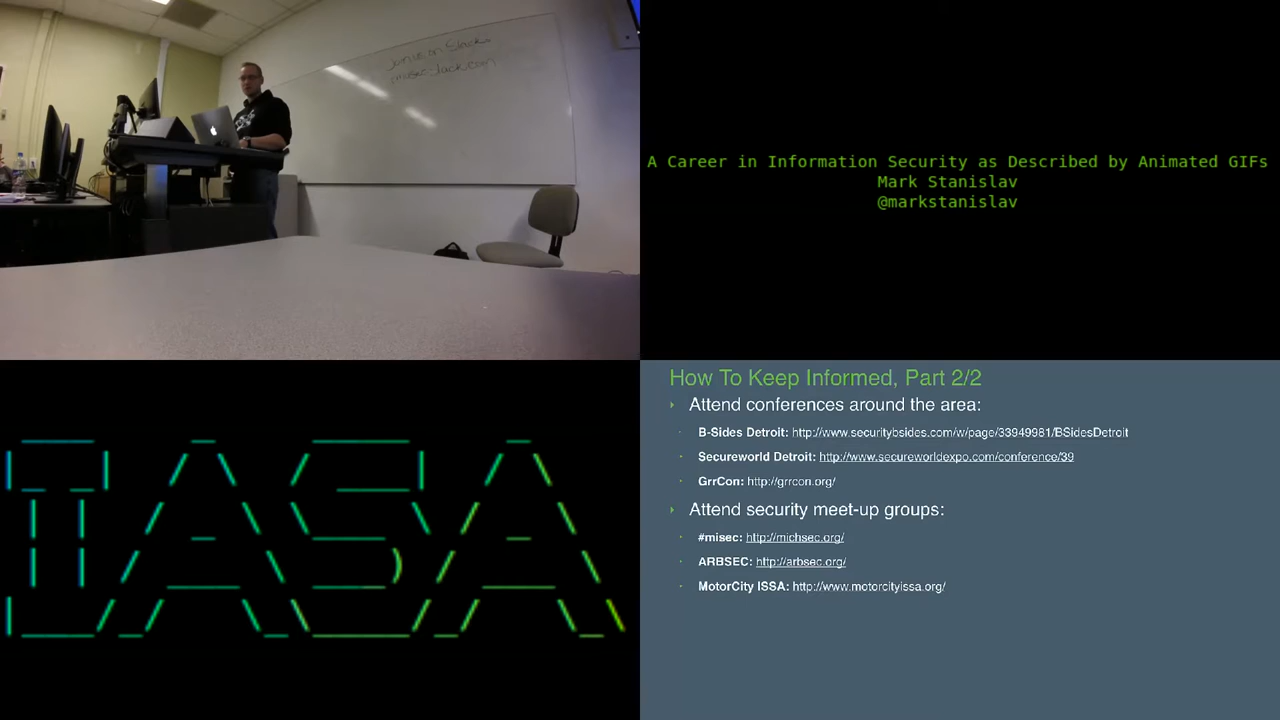 A Career in Information Security as Described by Animated GIFs
Mark Stanislav
@markstanislav
IASA
How To Keep Informed, Part 2/2
Attend conferences around the area:
B-Sides Detroit: http://www.securitybsides.com/w/page/33949981/BSidesDetroit
Secureworld Detroit: http://www.secureworldexpo.com/conference/39
GrrCon: http://grrcon.org/
Attend security meet-up groups:
#misec: http://michsec.org/
ARBSEC: http://arbsec.org/
MotorCity ISSA: http://www.motorcityissa.org/